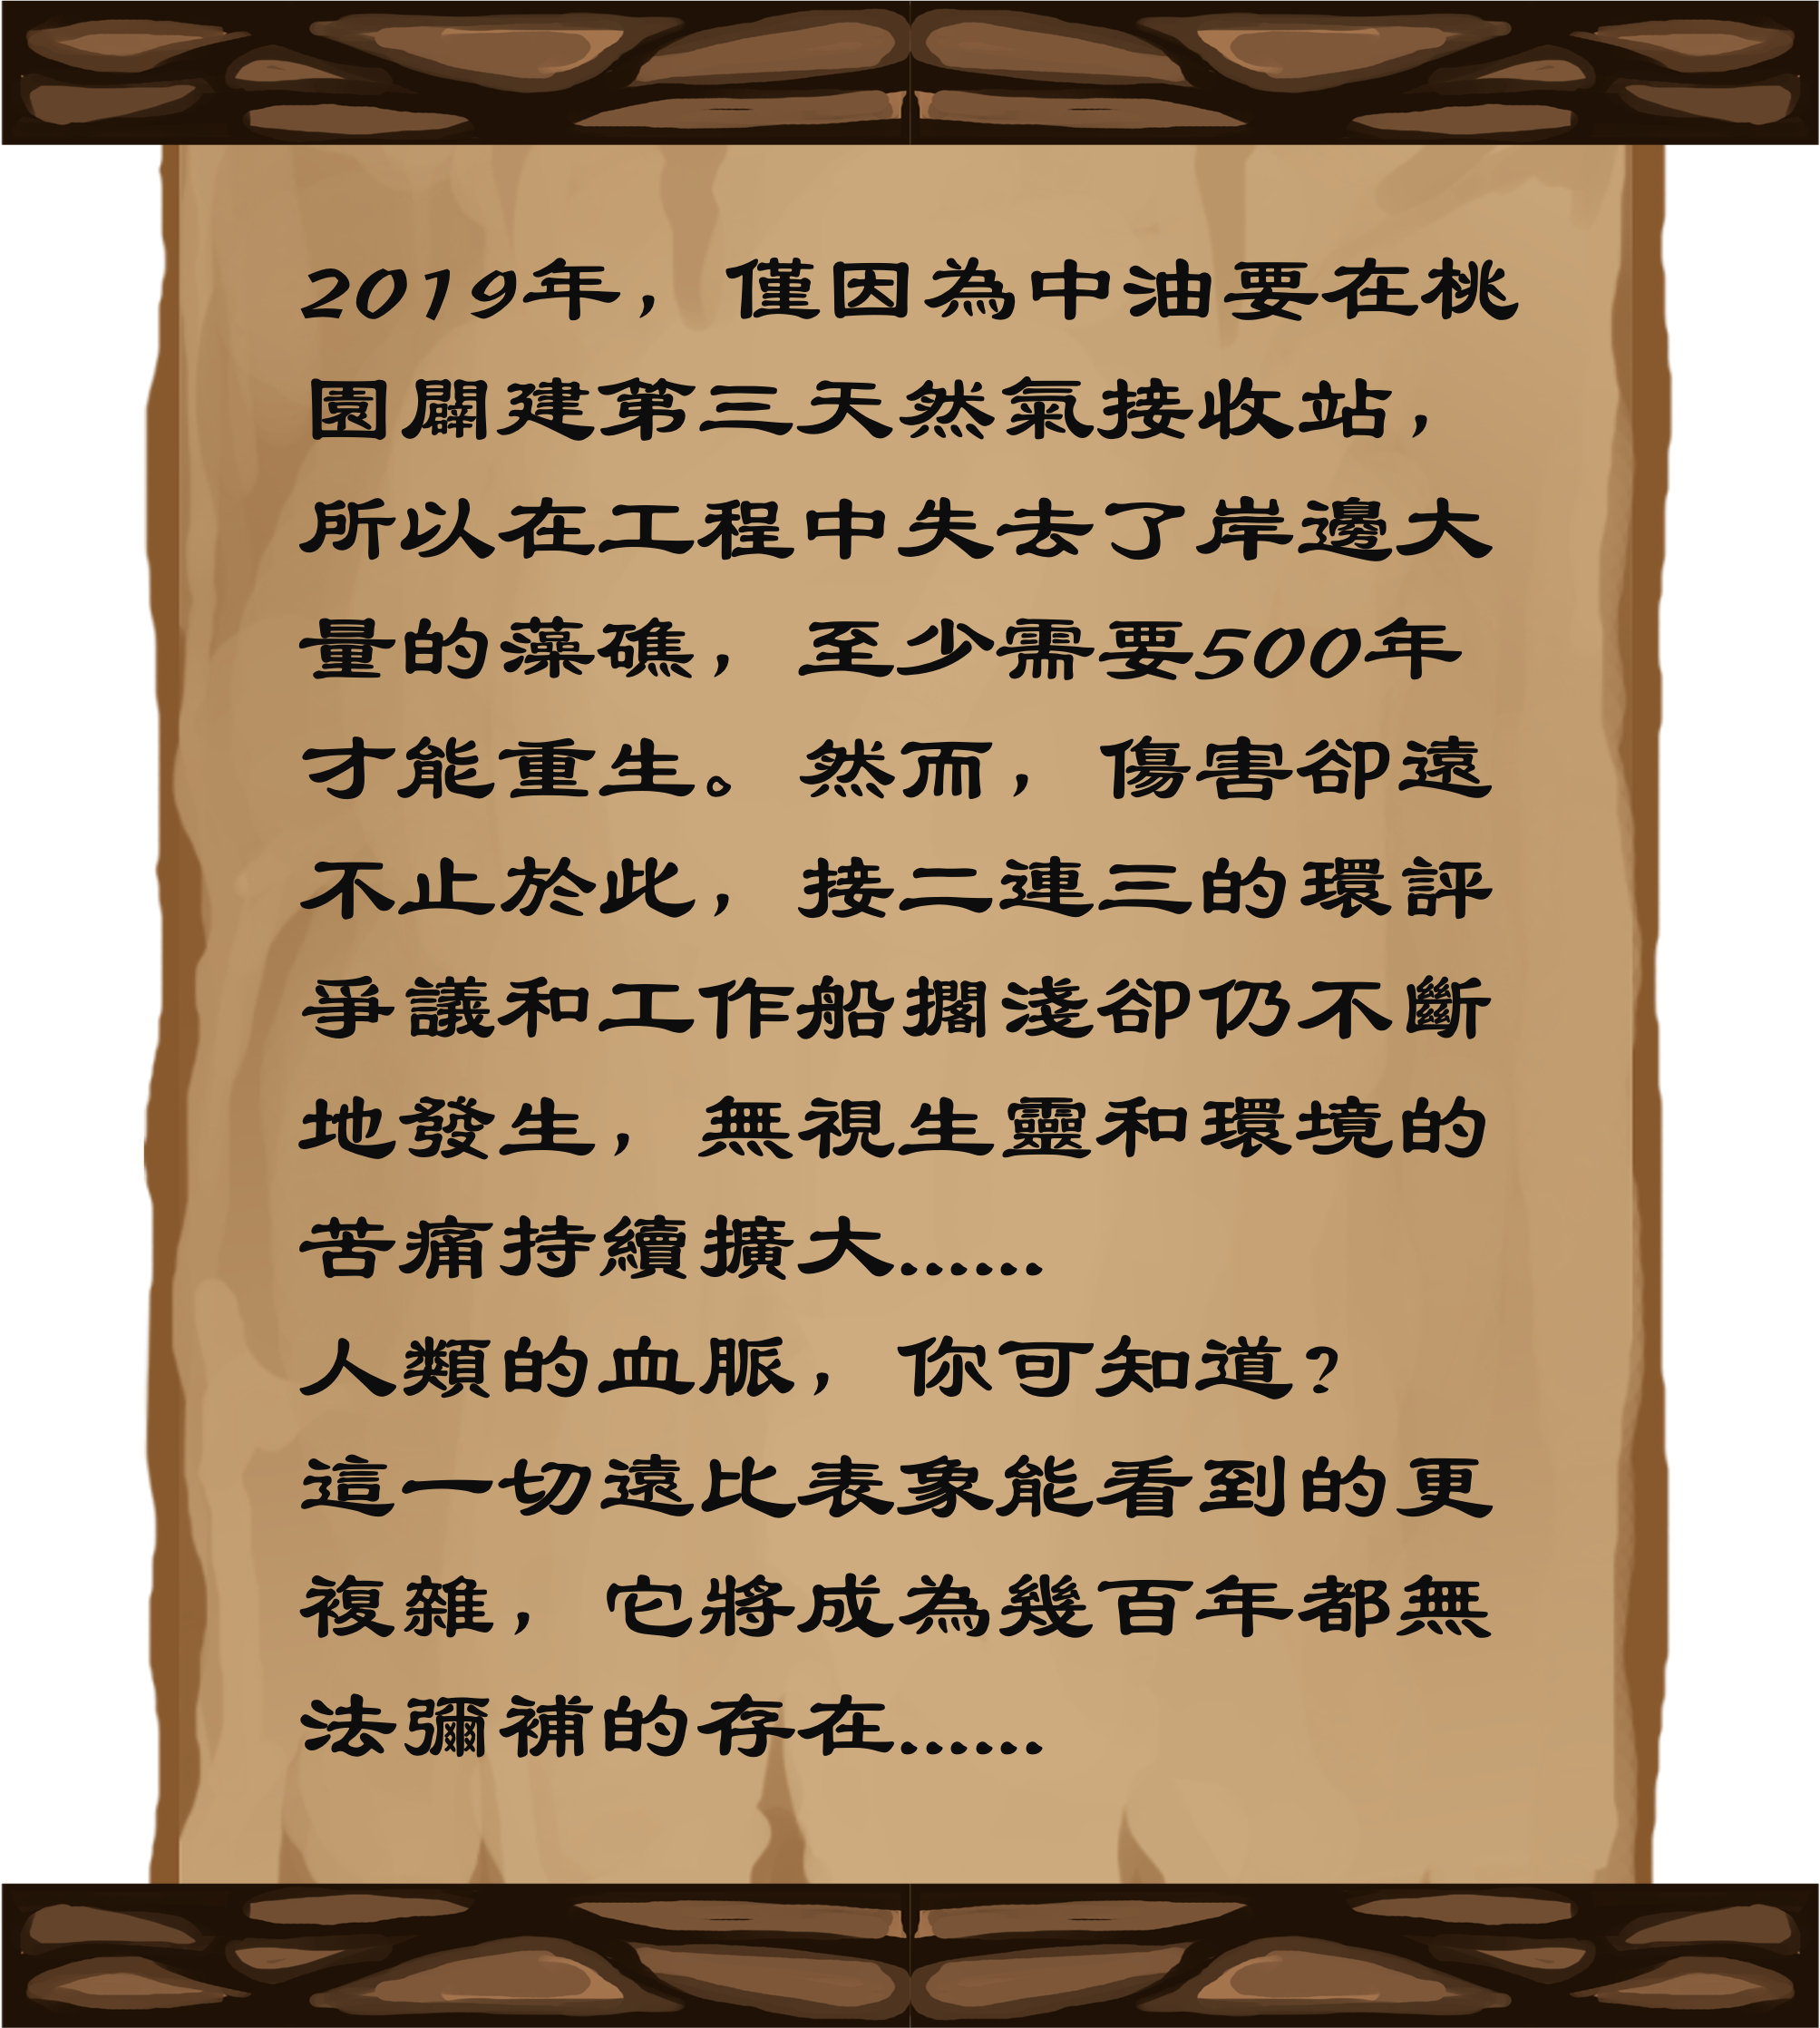 2019年，僅因為中油要在桃
園闢建第三天然氣接收站，
所以在工程中失去了岸邊大
量的藻礁，至少需要500年
才能重生。然而，傷害卻遠
不止於此，接二連三的環評
爭議和工作船擱淺卻仍不斷
地發生，無視生靈和環境的
苦痛持續擴大……
人類的血脈，你可知道?
這一切遠比表象能看到的更
複雜，它將成為幾百年都無
法彌補的存在……